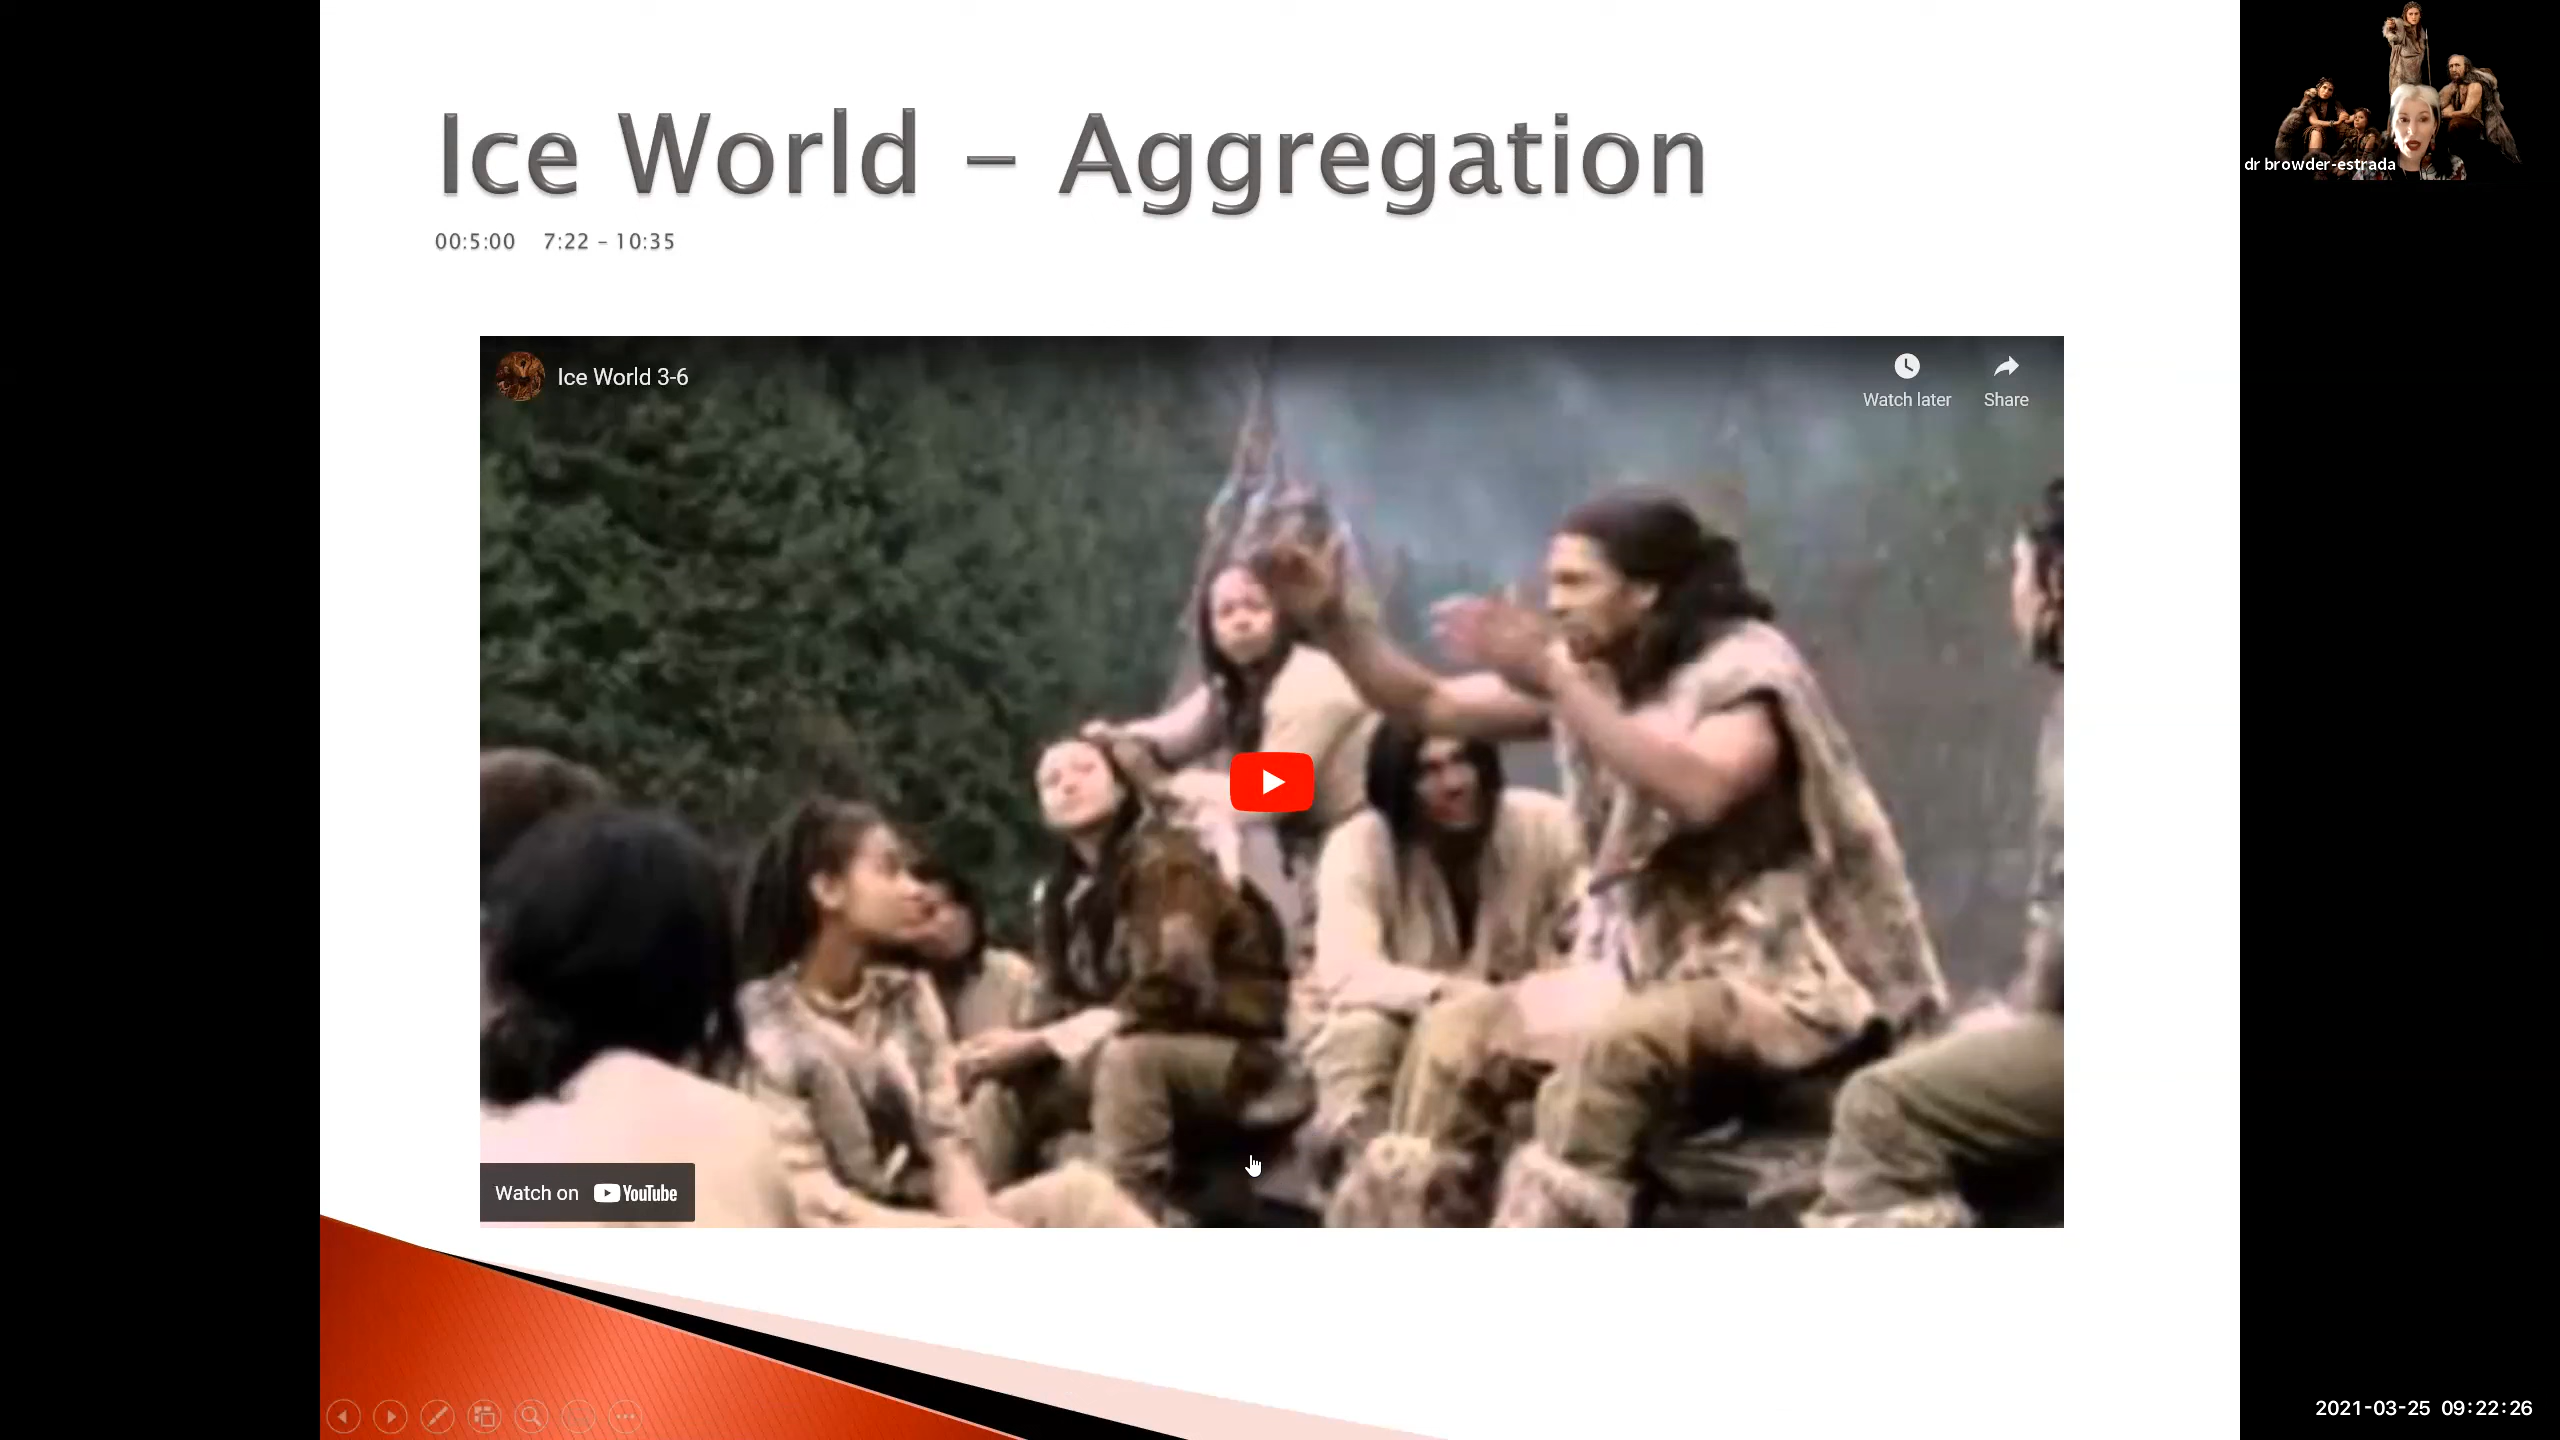 Ice World – Aggregation
00:5:00 7:22 – 10:35
Ice World 3-6
Watch later
Share
Watch on YouTube
dr browder-estrada
2021-03-25 09:22:26